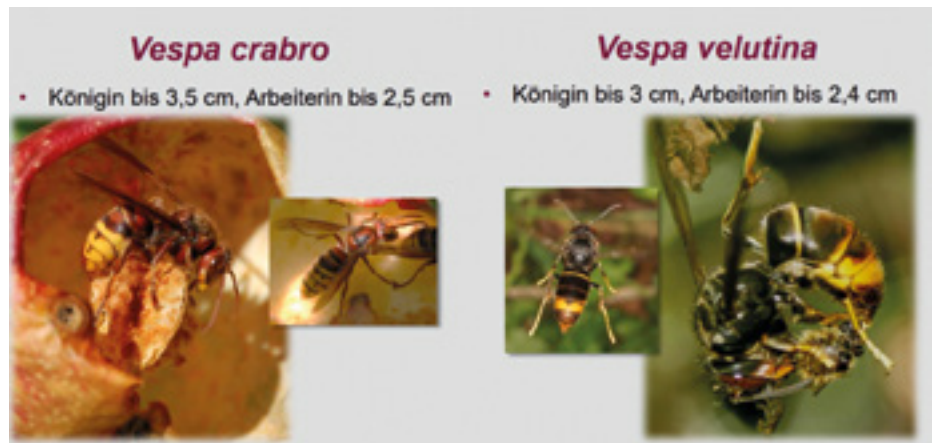 Vespa crabro
• Königin bis 3,5 cm, Arbeiterin bis 2,5 cm
Vespa velutina
• Königin bis 3 cm, Arbeiterin bis 2,4 cm